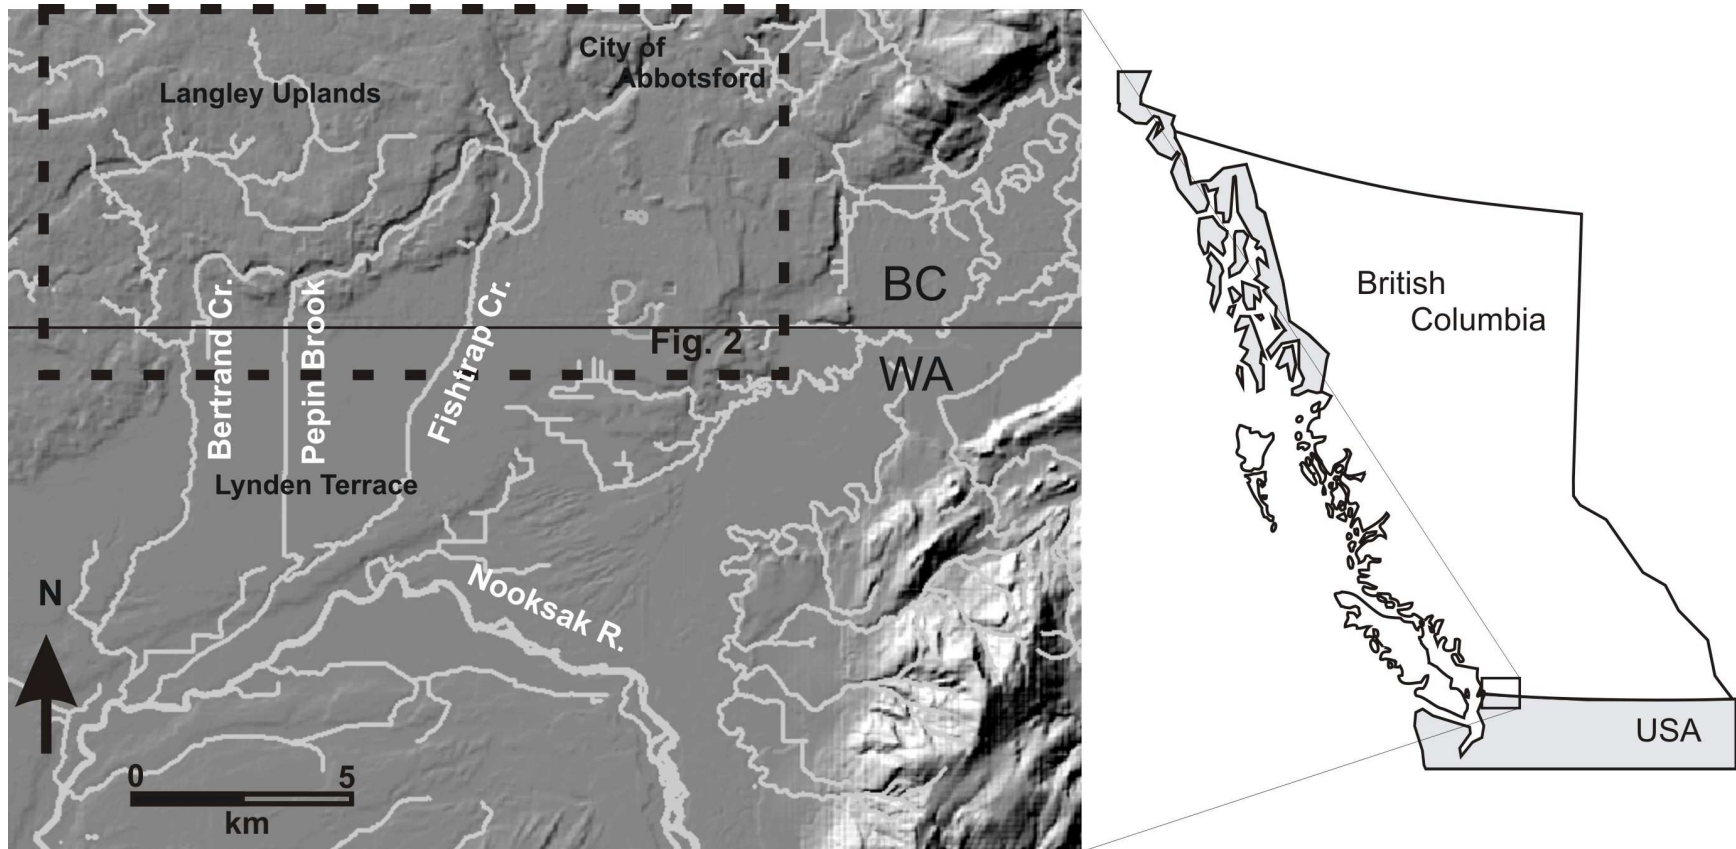 City of
Abbotsford
Langley Uplands
BC
Fig. 2
WA
Bertrand Cr.
Pepin Brook
Fishtrap Cr.
Lynden Terrace
Nooksak R.
N
0 5
km
British
Columbia
USA